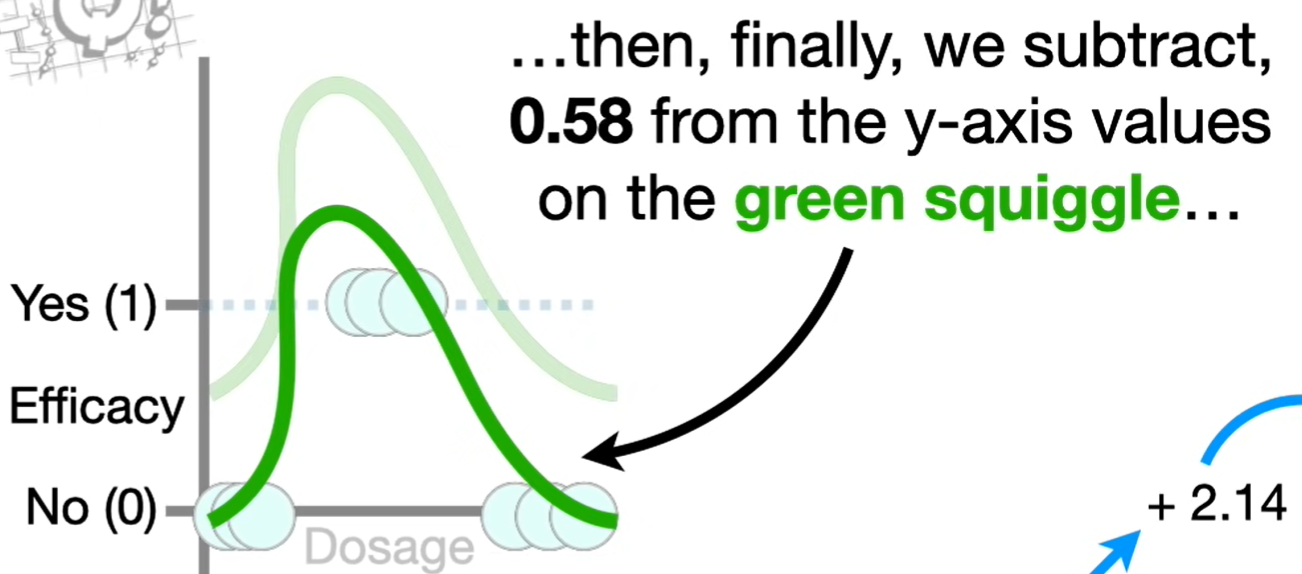 ...then, finally, we subtract,
0.58 from the y-axis values
on the green squiggle...
Yes (1)
Efficacy
No (0)
Dosage
+ 2.14